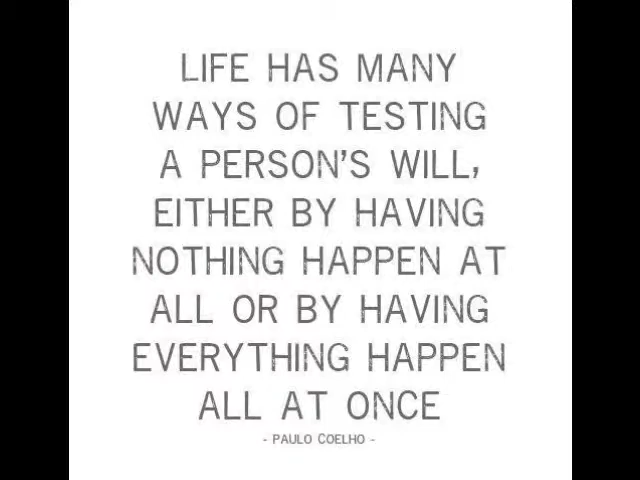 LIFE HAS MANY
WAYS OF TESTING
A PERSON'S WILL,
EITHER BY HAVING
NOTHING HAPPEN AT
ALL OR BY HAVING
EVERYTHING HAPPEN
ALL AT ONCE
- PAULO COELHO -